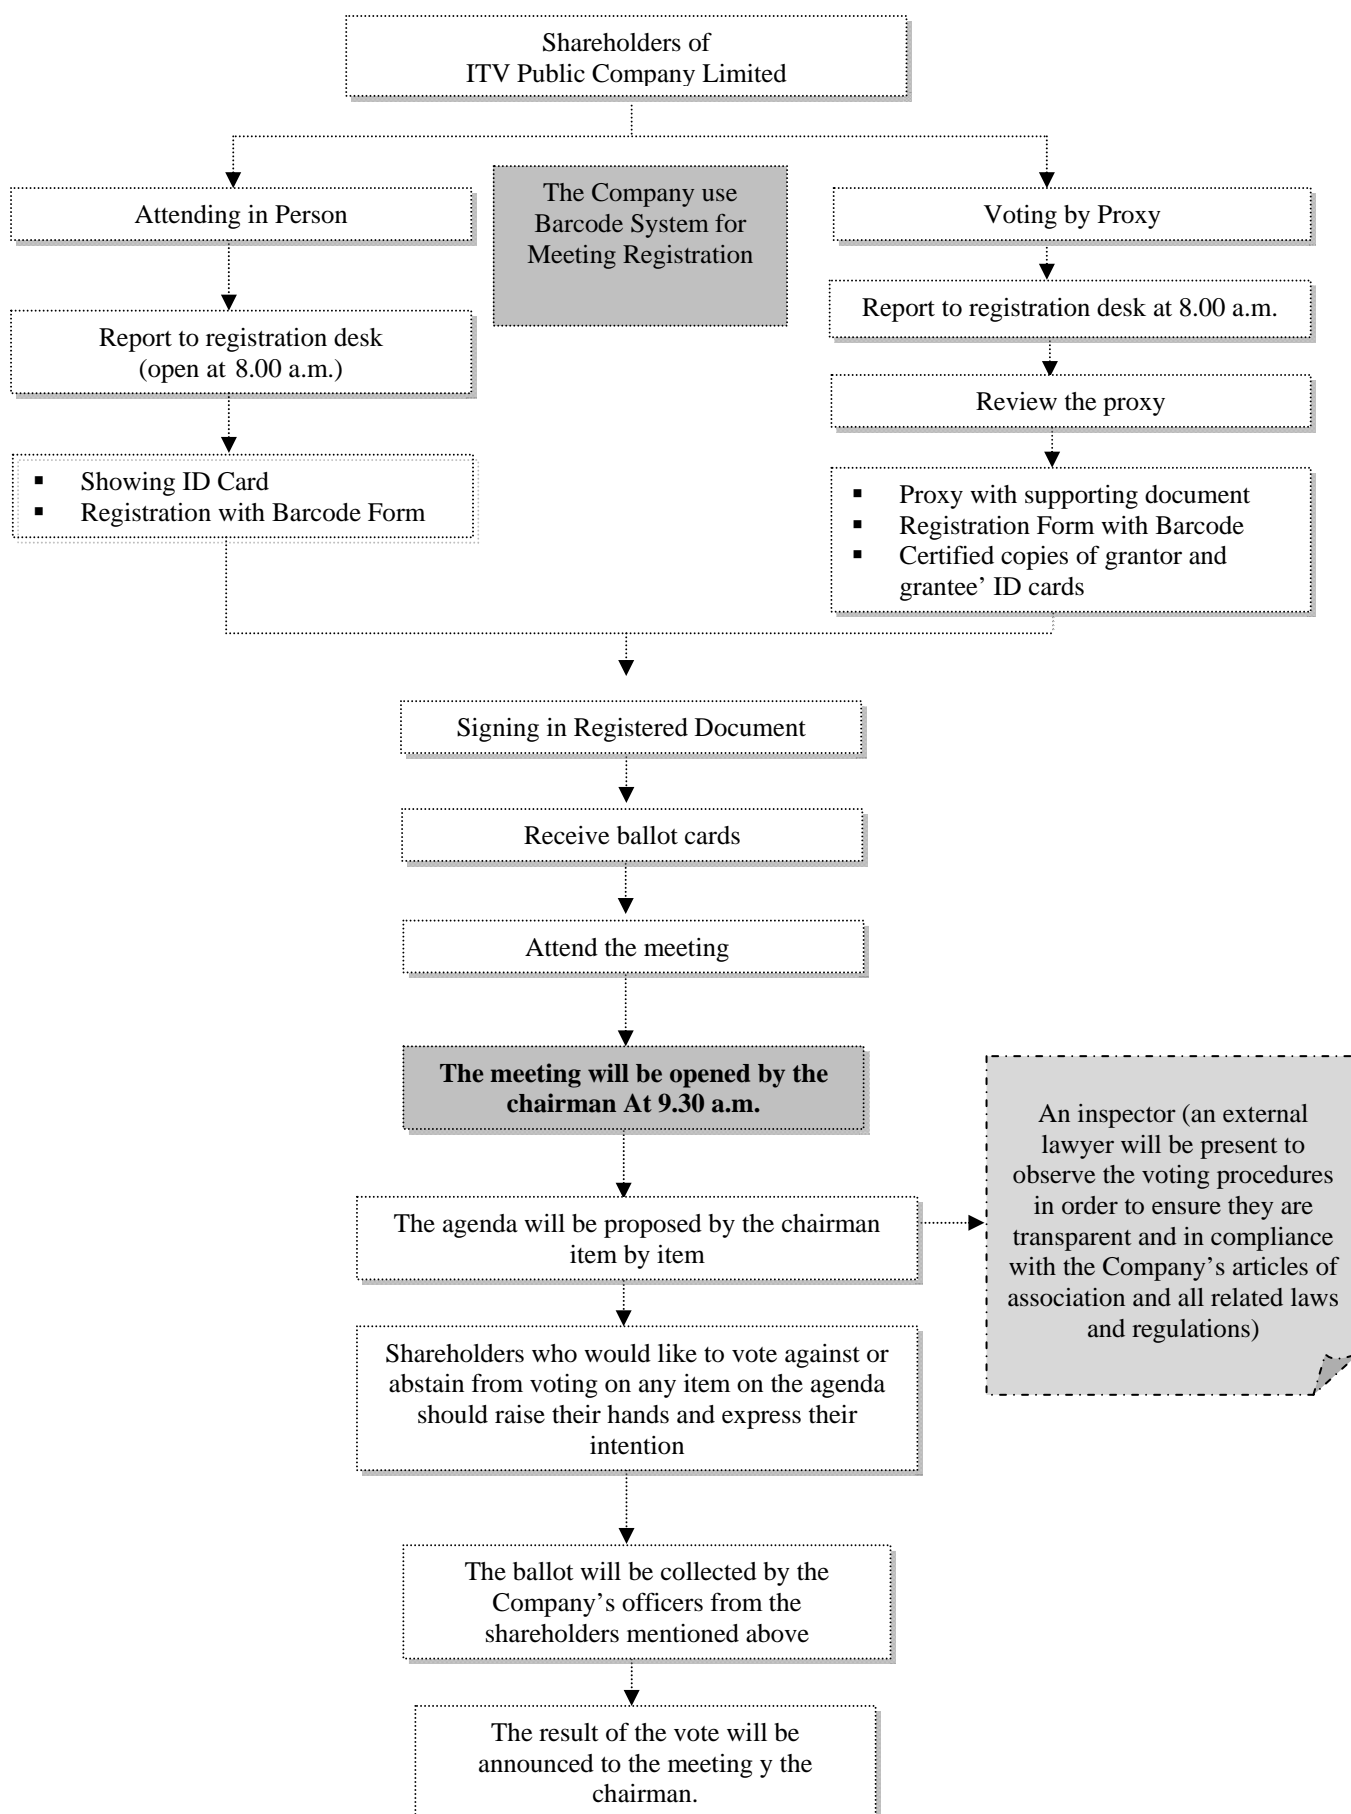 Shareholders of
ITV Public Company Limited
The Company use
Barcode System for
Meeting Registration
Attending in Person
Report to registration desk
(open at 8.00 a.m.)
▪ Showing ID Card
▪ Registration with Barcode Form
Voting by Proxy
Report to registration desk at 8.00 a.m.
Review the proxy
▪ Proxy with supporting document
▪ Registration Form with Barcode
▪ Certified copies of grantor and
grantee’ ID cards
Signing in Registered Document
Receive ballot cards
Attend the meeting
The meeting will be opened by the
chairman At 9.30 a.m.
The agenda will be proposed by the chairman
item by item
An inspector (an external
lawyer will be present to
observe the voting procedures
in order to ensure they are
transparent and in compliance
with the Company’s articles of
association and all related laws
and regulations)
Shareholders who would like to vote against or
abstain from voting on any item on the agenda
should raise their hands and express their
intention
The ballot will be collected by the
Company’s officers from the
shareholders mentioned above
The result of the vote will be
announced to the meeting y the
chairman.